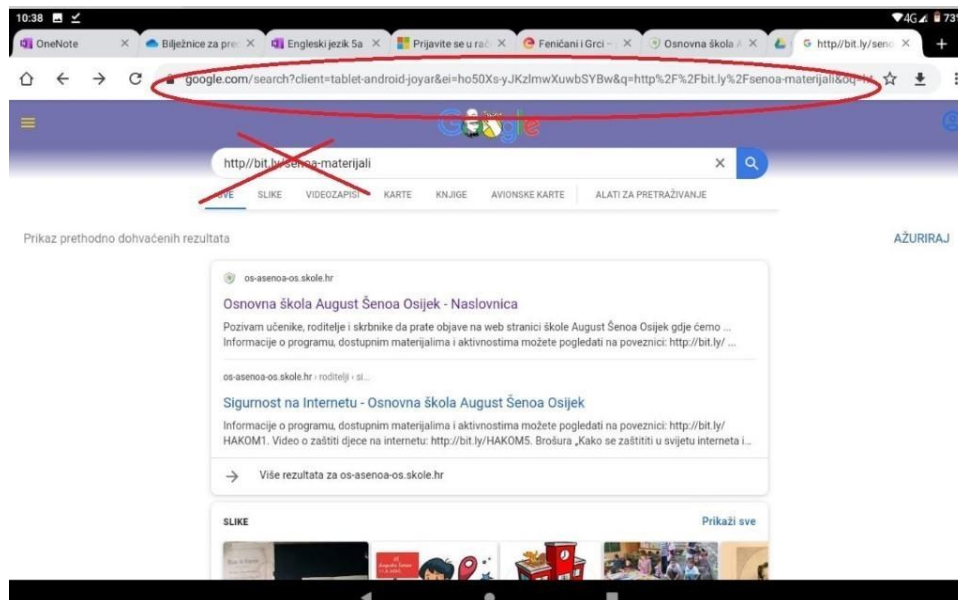 10:38
4G 73%
OneNote
Bilježnice za pre
Engleski jezik 5a
Prijavite se u rač
Feničani i Grci –
Osnovna škola A
http//bit.ly/seno
google.com/search?client=tablet-android-joyar&ei=ho50Xs-yJKzlmwXuwbSYBw&q=http%2F%2Fbit.ly%2Fsenoa-materijali&oq=
Google
http//bit.ly/senoa-materijali
SVE SLIKE VIDEOZAPISI KARTE KNJIGE AVIONSKE KARTE ALATI ZA PRETRAŽIVANJE
Prikaz prethodno dohvaćenih rezultata
AŽURIRAJ
os-asenoa-os.skole.hr
Osnovna škola August Šenoa Osijek - Naslovnica
Pozivam učenike, roditelje i skrbnike da prate objave na web stranici škole August Šenoa Osijek gdje ćemo ...
Informacije o programu, dostupnim materijalima i aktivnostima možete pogledati na poveznici: http://bit.ly/ ...
os-asenoa-os.skole.hr › roditelji › si...
Sigurnost na Internetu - Osnovna škola August Šenoa Osijek
Informacije o programu, dostupnim materijalima i aktivnostima možete pogledati na poveznici: http://bit.ly/
HAKOM1. Video o zaštiti djece na internetu: http://bit.ly/HAKOM5. Brošura „Kako se zaštititi u svijetu interneta i...
Više rezultata za os-asenoa-os.skole.hr
SLIKE
Prikaži sve